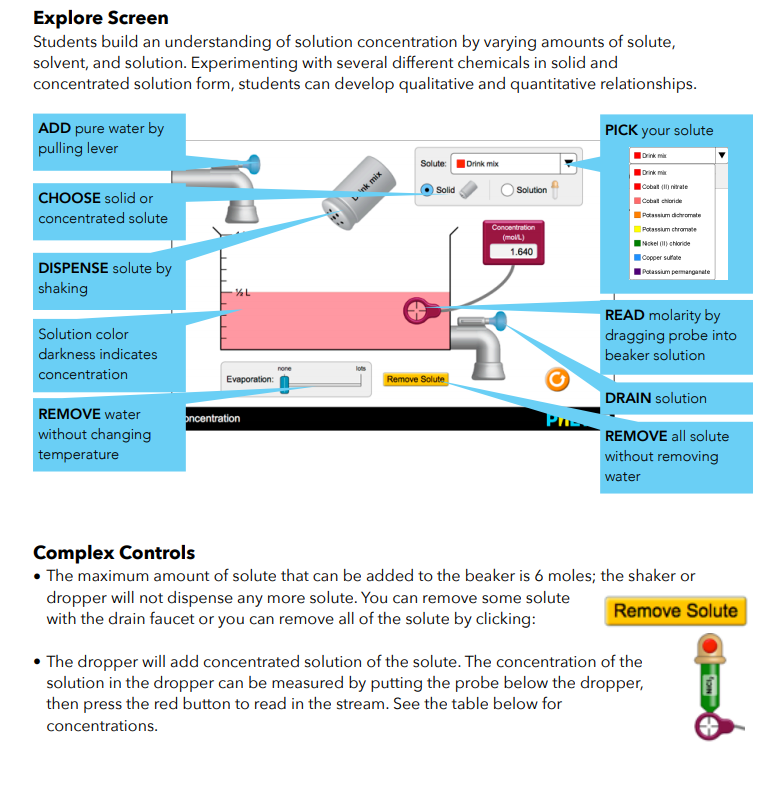 Explore Screen
Students build an understanding of solution concentration by varying amounts of solute,
solvent, and solution. Experimenting with several different chemicals in solid and
concentrated solution form, students can develop qualitative and quantitative relationships.
ADD pure water by
pulling lever
CHOOSE solid or
concentrated solute
DISPENSE solute by
shaking
Solution color
darkness indicates
concentration
REMOVE water
without changing
temperature
Solute:
Drink mix
Solid
Solution
nk mix
Concentration
(mol/L)
1.640
½ L
none
lots
Evaporation:
Remove Solute
oncentration
PICK your solute
Drink mix
Drink mix
Cobalt (II) nitrate
Cobalt chloride
Potassium dichromate
Potassium chromate
Nickel (II) chloride
Copper sulfate
Potassium permanganate
READ molarity by
dragging probe into
beaker solution
DRAIN solution
REMOVE all solute
without removing
water
Complex Controls
• The maximum amount of solute that can be added to the beaker is 6 moles; the shaker or
dropper will not dispense any more solute. You can remove some solute
with the drain faucet or you can remove all of the solute by clicking:
Remove Solute
• The dropper will add concentrated solution of the solute. The concentration of the
solution in the dropper can be measured by putting the probe below the dropper,
then press the red button to read in the stream. See the table below for
concentrations.
NiCl₂